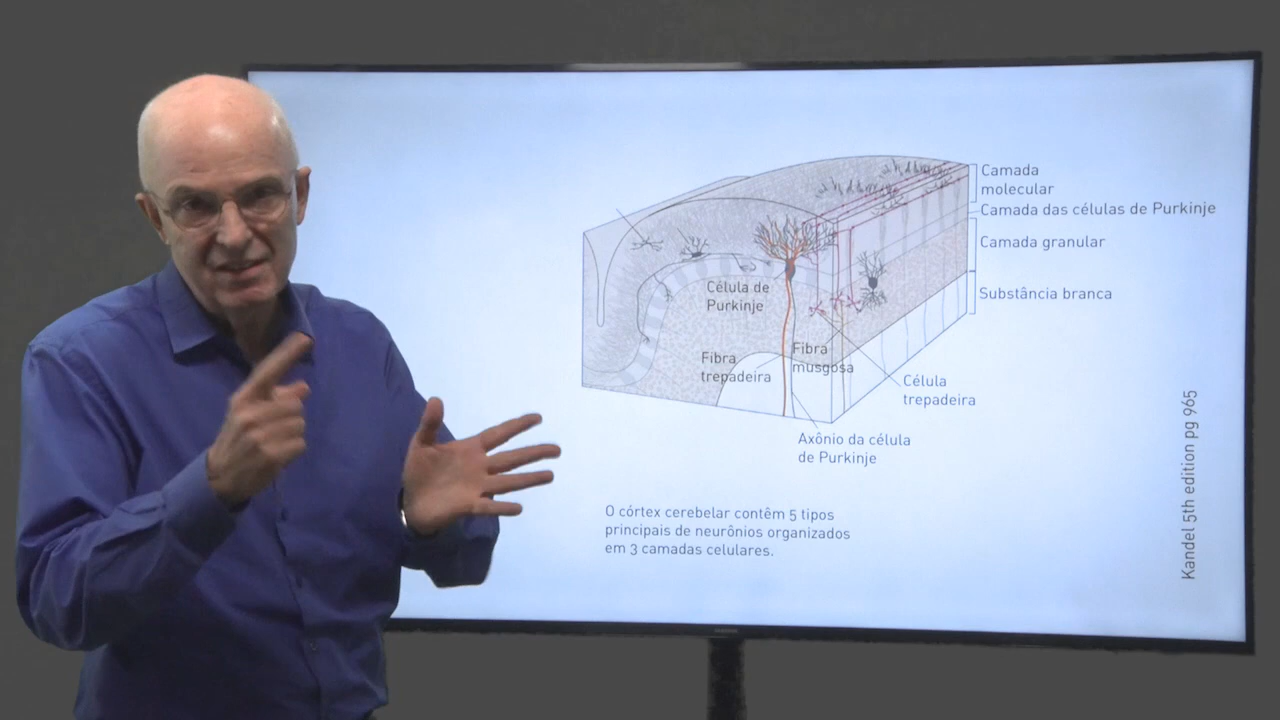 Camada
molecular
Camada das células de Purkinje
Camada granular
Substância branca
Célula de
Purkinje
Fibra
trepadeira
Fibra
musgosa
Célula
trepadeira
Axônio da célula
de Purkinje
O córtex cerebelar contêm 5 tipos
principais de neurônios organizados
em 3 camadas celulares.
Kandel 5th edition pg 965